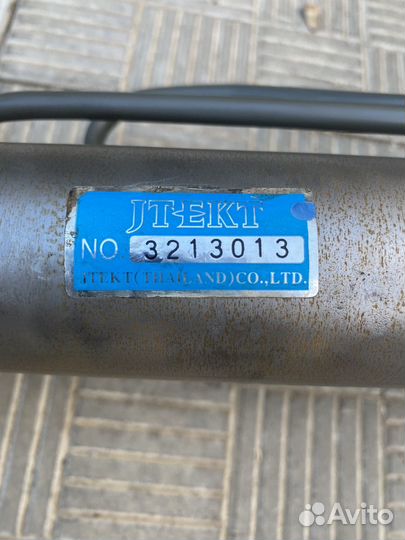 JTEKT
NO 3213013
JTEKT(THAILAND)CO.,LTD.
Avito